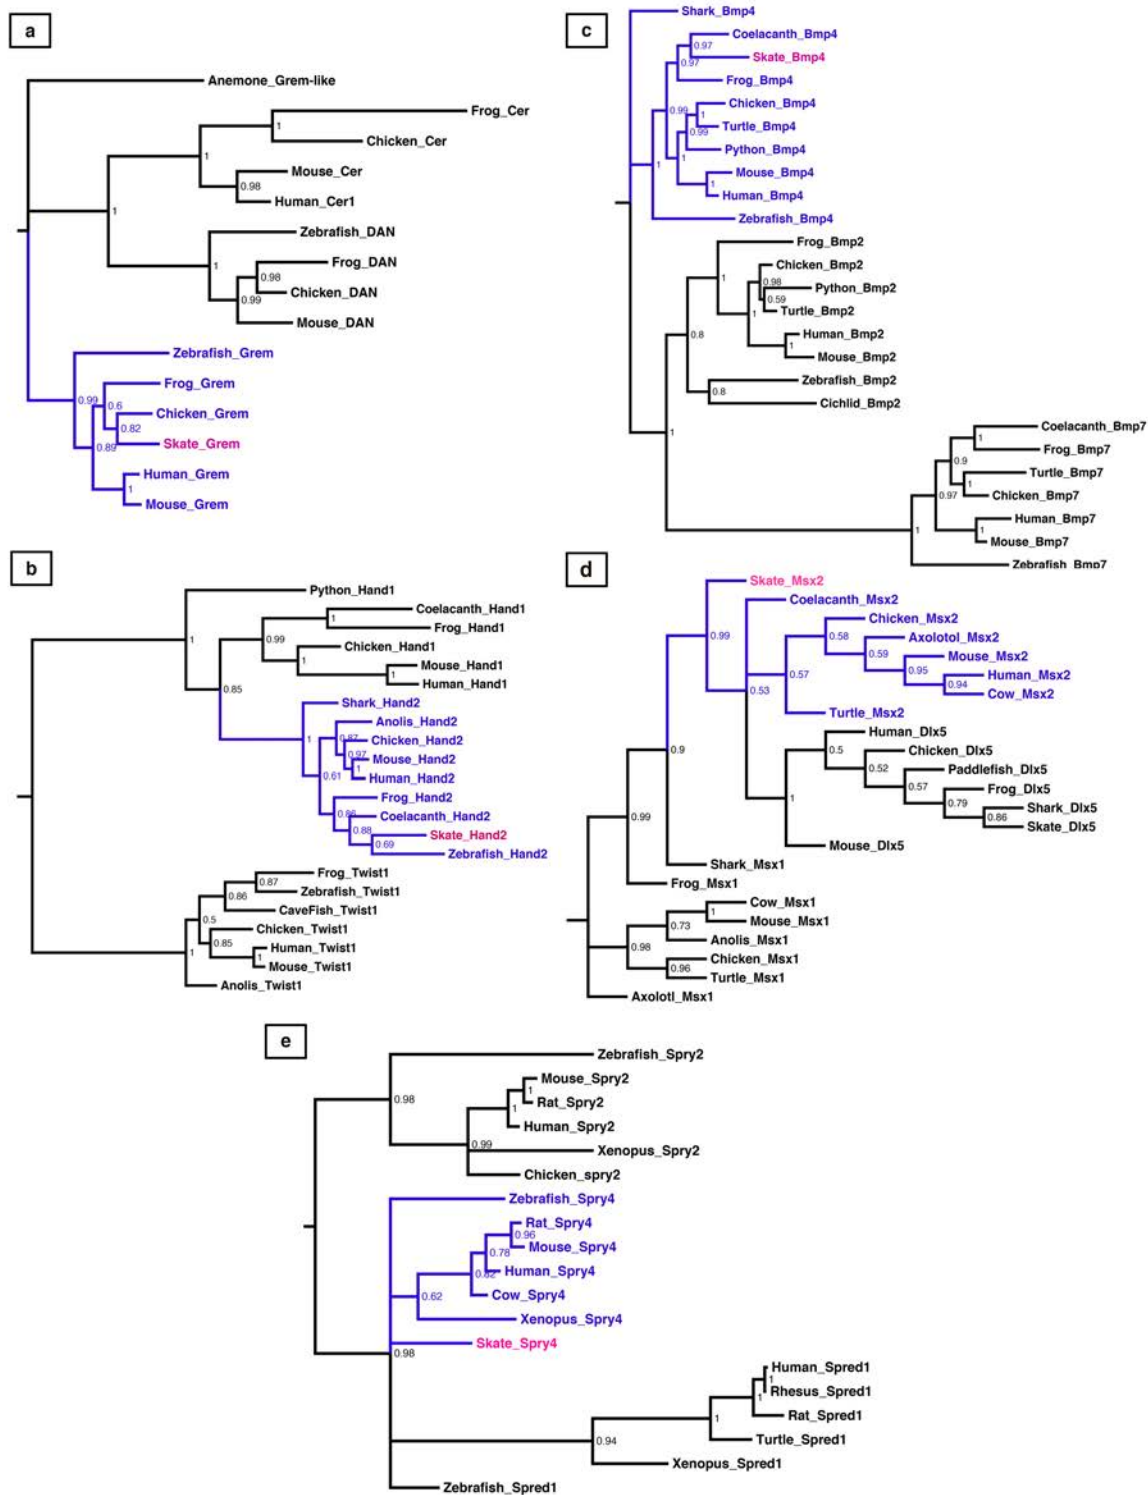 a
Anemone_Grem-like
Frog_Cer
1
Chicken_Cer
1
Mouse_Cer
0.98
Human_Cer1
1
Zebrafish_DAN
1
Frog_DAN
0.98
Chicken_DAN
0.99
Mouse_DAN
Zebrafish_Grem
Frog_Grem
0.99
0.6
Chicken_Grem
0.82
Skate_Grem
0.89
Human_Grem
1
Mouse_Grem
b
Python_Hand1
Coelacanth_Hand1
1
Frog_Hand1
0.99
1
Chicken_Hand1
1
Mouse_Hand1
1
Human_Hand1
0.85
Shark_Hand2
Anolis_Hand2
1
0.87
Chicken_Hand2
0.97
Mouse_Hand2
1
0.61
Human_Hand2
Frog_Hand2
0.86
Coelacanth_Hand2
0.88
Skate_Hand2
0.69
Zebrafish_Hand2
Frog_Twist1
0.87
Zebrafish_Twist1
0.86
CaveFish_Twist1
0.5
Chicken_Twist1
0.85
Human_Twist1
1
1
Mouse_Twist1
Anolis_Twist1
c
Shark_Bmp4
Coelacanth_Bmp4
0.97
Skate_Bmp4
0.97
Frog_Bmp4
Chicken_Bmp4
0.99
1
Turtle_Bmp4
0.99
Python_Bmp4
1
1
Mouse_Bmp4
1
Human_Bmp4
Zebrafish_Bmp4
Frog_Bmp2
Chicken_Bmp2
1
0.98
Python_Bmp2
0.59
Turtle_Bmp2
1
Human_Bmp2
0.8
1
Mouse_Bmp2
Zebrafish_Bmp2
0.8
Cichlid_Bmp2
Coelacanth_Bmp7
1
1
Frog_Bmp7
0.9
Turtle_Bmp7
1
Chicken_Bmp7
0.97
Human_Bmp7
1
1
Mouse_Bmp7
Zebrafish_Bmp7
d
Skate_Msx2
Coelacanth_Msx2
Chicken_Msx2
0.99
0.58
Axolotol_Msx2
0.59
Mouse_Msx2
0.95
0.57
Human_Msx2
0.94
0.53
Cow_Msx2
Turtle_Msx2
Human_Dlx5
0.5
0.9
Chicken_Dlx5
0.52
Paddlefish_Dlx5
0.57
Frog_Dlx5
1
0.79
Shark_Dlx5
0.86
0.99
Skate_Dlx5
Mouse_Dlx5
Shark_Msx1
Frog_Msx1
Cow_Msx1
1
Mouse_Msx1
0.73
Anolis_Msx1
0.98
Chicken_Msx1
0.96
Turtle_Msx1
Axolotl_Msx1
e
Zebrafish_Spry2
Mouse_Spry2
1
0.98
Rat_Spry2
1
Human_Spry2
0.99
Xenopus_Spry2
Chicken_spry2
Zebrafish_Spry4
Rat_Spry4
0.96
Mouse_Spry4
0.78
Human_Spry4
0.82
Cow_Spry4
0.62
Xenopus_Spry4
Skate_Spry4
0.98
Human_Spred1
1
Rhesus_Spred1
1
Rat_Spred1
1
Turtle_Spred1
0.94
Xenopus_Spred1
Zebrafish_Spred1